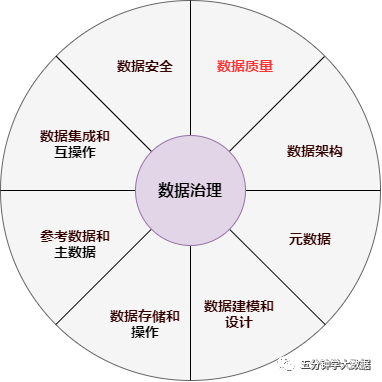 数据安全
数据质量
数据集成和
互操作
数据架构
数据治理
参考数据和
主数据
元数据
数据存储和
操作
数据建模和
设计
五分钟学大数据